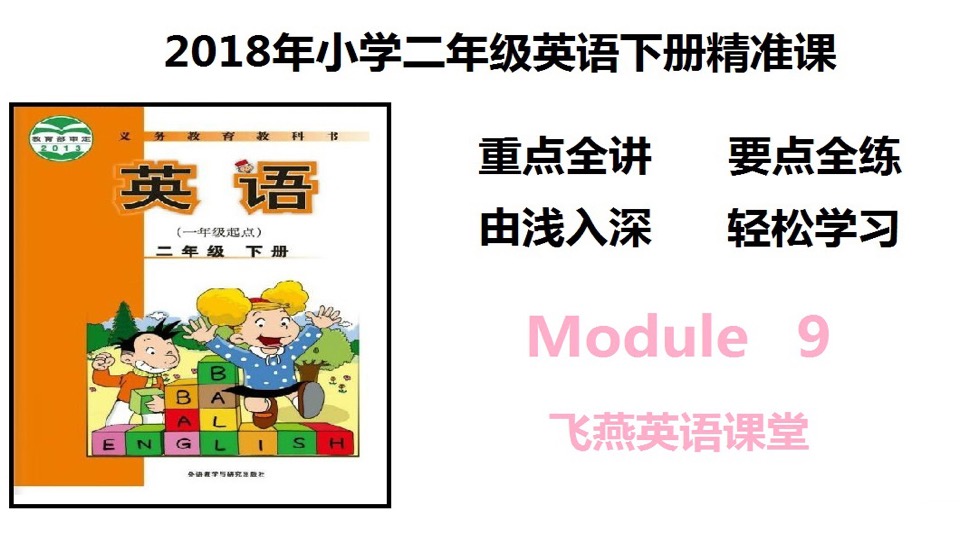 2018年小学二年级英语下册精准课
重点全讲 要点全练
由浅入深 轻松学习
Module 9
飞燕英语课堂
教育部审定
2013
义务教育教科书
英语
(一年级起点)
二年级 下册
B
B A
A L
E N G L I S H
外语教学与研究出版社